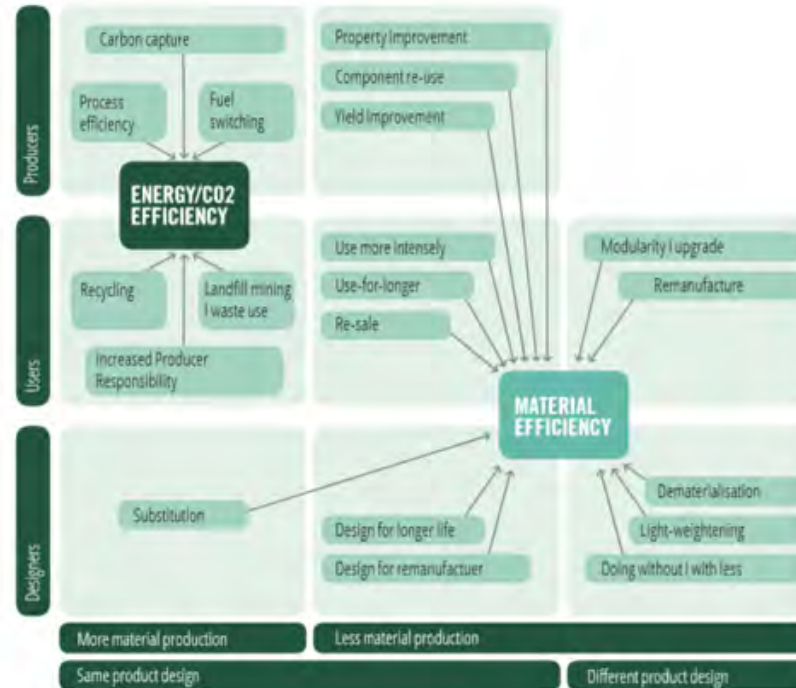 Producers
Carbon capture
Process
efficiency
Fuel
switching
Property improvement
Component re-use
Yield improvement
ENERGY/CO2
EFFICIENCY
Users
Recycling
Landfill mining
I waste use
Increased Producer
Responsibility
Use more intensely
Use-for-longer
Re-sale
Modularity I upgrade
Remanufacture
MATERIAL
EFFICIENCY
Designers
Substitution
Design for longer life
Design for remanufactuer
Dematerialisation
Light-weightening
Doing without I with less
More material production
Less material production
Same product design
Different product design